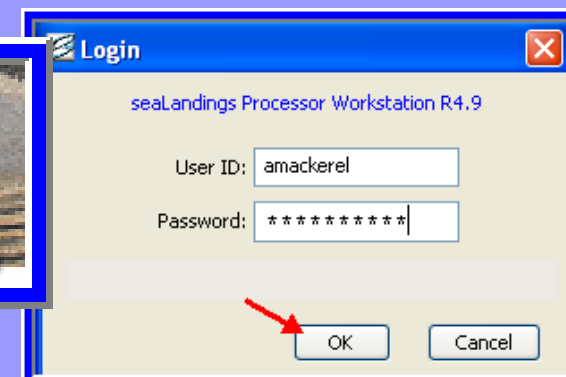 Login
seaLandings Processor Workstation R4.9
User ID: amackerel
Password: **********
OK Cancel